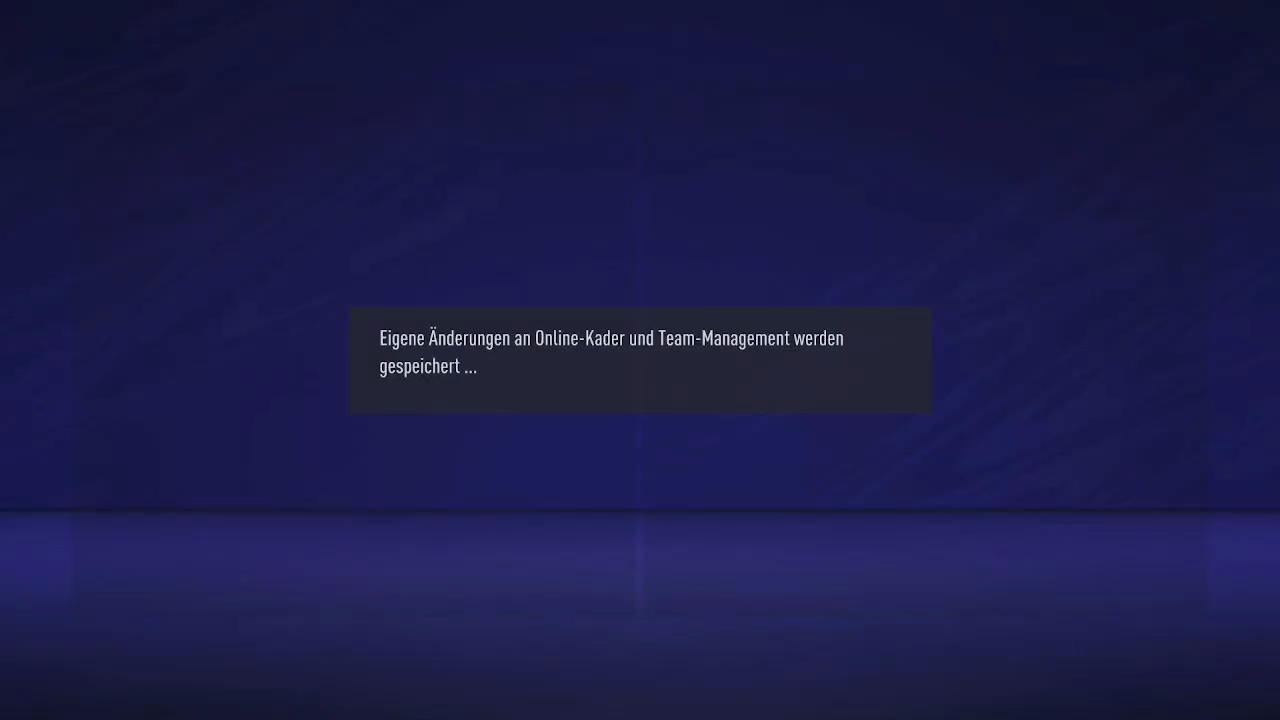 Eigene Änderungen an Online-Kader und Team-Management werden
gespeichert ...